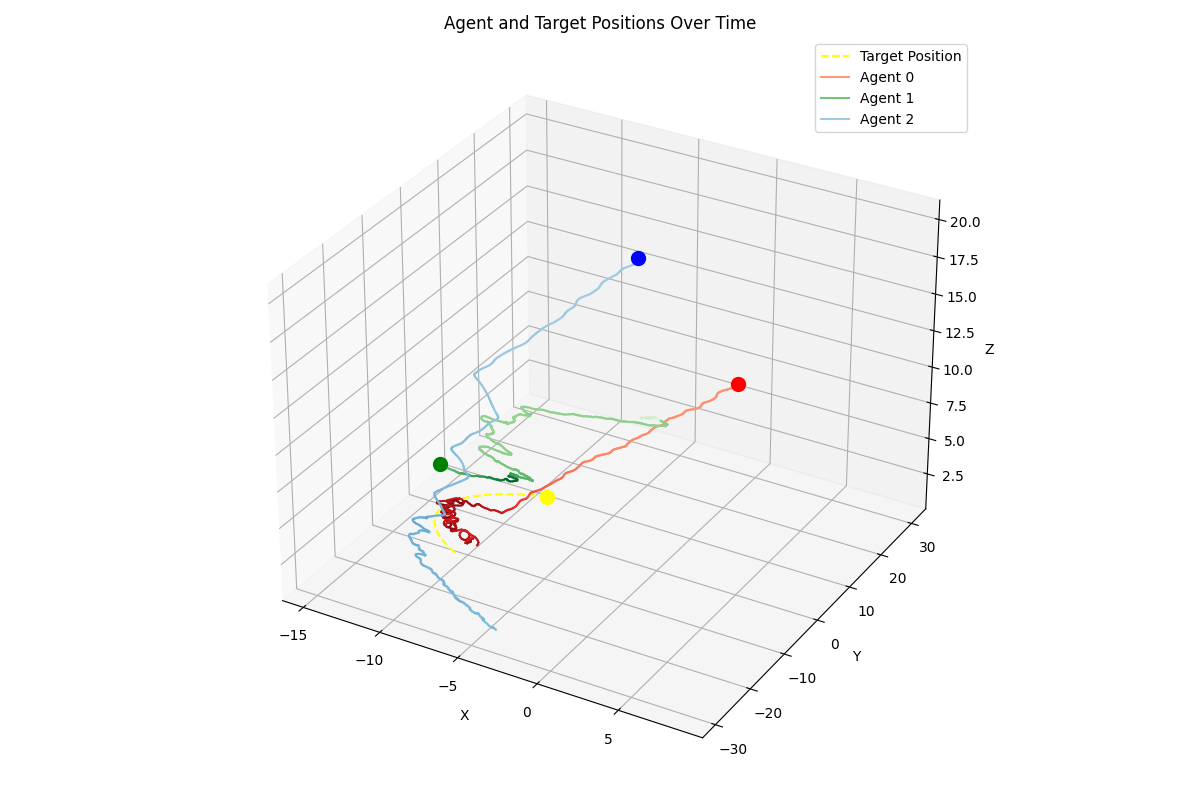 Agent and Target Positions Over Time
Target Position
Agent 0
Agent 1
Agent 2
20.0
17.5
15.0
12.5
10.0
7.5
5.0
2.5
Z
30
20
10
0
−10
−20
−30
Y
−15
−10
−5
0
5
X